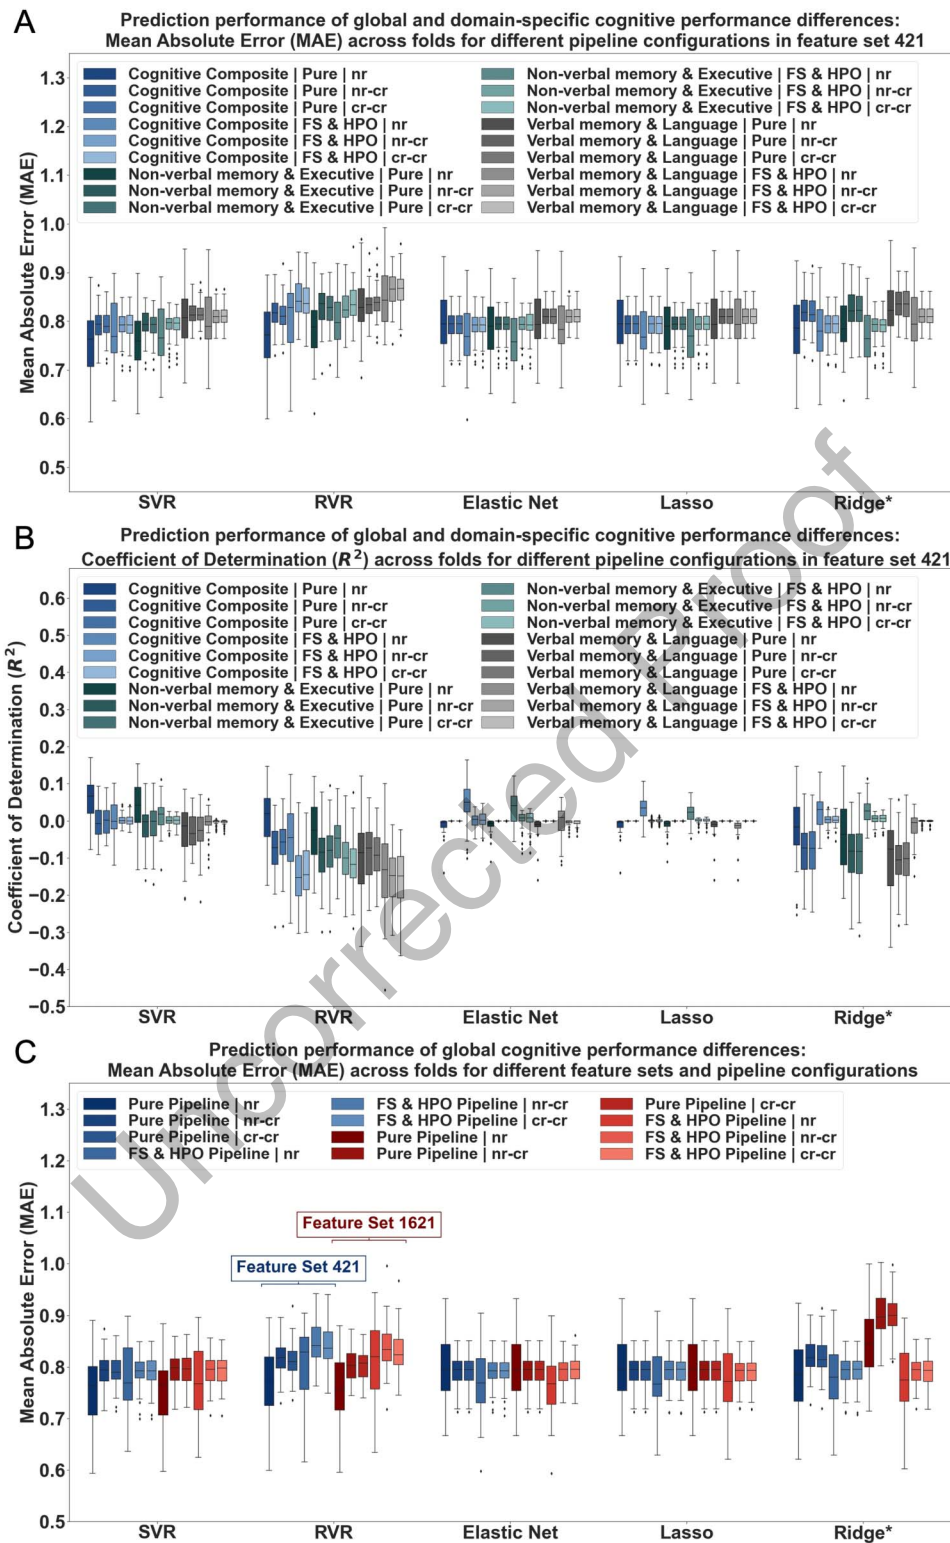 A
Prediction performance of global and domain-specific cognitive performance differences:
Mean Absolute Error (MAE) across folds for different pipeline configurations in feature set 421
Cognitive Composite | Pure | nr
Cognitive Composite | Pure | nr-cr
Cognitive Composite | Pure | cr-cr
Cognitive Composite | FS & HPO | nr
Cognitive Composite | FS & HPO | nr-cr
Cognitive Composite | FS & HPO | cr-cr
Non-verbal memory & Executive | Pure | nr
Non-verbal memory & Executive | Pure | nr-cr
Non-verbal memory & Executive | Pure | cr-cr
Non-verbal memory & Executive | FS & HPO | nr
Non-verbal memory & Executive | FS & HPO | nr-cr
Non-verbal memory & Executive | FS & HPO | cr-cr
Verbal memory & Language | Pure | nr
Verbal memory & Language | Pure | nr-cr
Verbal memory & Language | Pure | cr-cr
Verbal memory & Language | FS & HPO | nr
Verbal memory & Language | FS & HPO | nr-cr
Verbal memory & Language | FS & HPO | cr-cr
Mean Absolute Error (MAE)
1.3
1.2
1.1
1.0
0.9
0.8
0.7
0.6
0.5
SVR
RVR
Elastic Net
Lasso
Ridge*
B
Prediction performance of global and domain-specific cognitive performance differences:
Coefficient of Determination (R²) across folds for different pipeline configurations in feature set 421
Cognitive Composite | Pure | nr
Cognitive Composite | Pure | nr-cr
Cognitive Composite | Pure | cr-cr
Cognitive Composite | FS & HPO | nr
Cognitive Composite | FS & HPO | nr-cr
Cognitive Composite | FS & HPO | cr-cr
Non-verbal memory & Executive | Pure | nr
Non-verbal memory & Executive | Pure | nr-cr
Non-verbal memory & Executive | Pure | cr-cr
Non-verbal memory & Executive | FS & HPO | nr
Non-verbal memory & Executive | FS & HPO | nr-cr
Non-verbal memory & Executive | FS & HPO | cr-cr
Verbal memory & Language | Pure | nr
Verbal memory & Language | Pure | nr-cr
Verbal memory & Language | Pure | cr-cr
Verbal memory & Language | FS & HPO | nr
Verbal memory & Language | FS & HPO | nr-cr
Verbal memory & Language | FS & HPO | cr-cr
Coefficient of Determination (R²)
0.6
0.5
0.4
0.3
0.2
0.1
0.0
−0.1
−0.2
−0.3
−0.4
−0.5
SVR
RVR
Elastic Net
Lasso
Ridge*
C
Prediction performance of global cognitive performance differences:
Mean Absolute Error (MAE) across folds for different feature sets and pipeline configurations
Pure Pipeline | nr
Pure Pipeline | nr-cr
Pure Pipeline | cr-cr
FS & HPO Pipeline | nr
FS & HPO Pipeline | nr-cr
FS & HPO Pipeline | cr-cr
Pure Pipeline | nr
Pure Pipeline | nr-cr
Pure Pipeline | cr-cr
FS & HPO Pipeline | nr
FS & HPO Pipeline | nr-cr
FS & HPO Pipeline | cr-cr
Mean Absolute Error (MAE)
1.3
1.2
1.1
1.0
0.9
0.8
0.7
0.6
0.5
Feature Set 1621
Feature Set 421
SVR
RVR
Elastic Net
Lasso
Ridge*
Uncorrected Proof